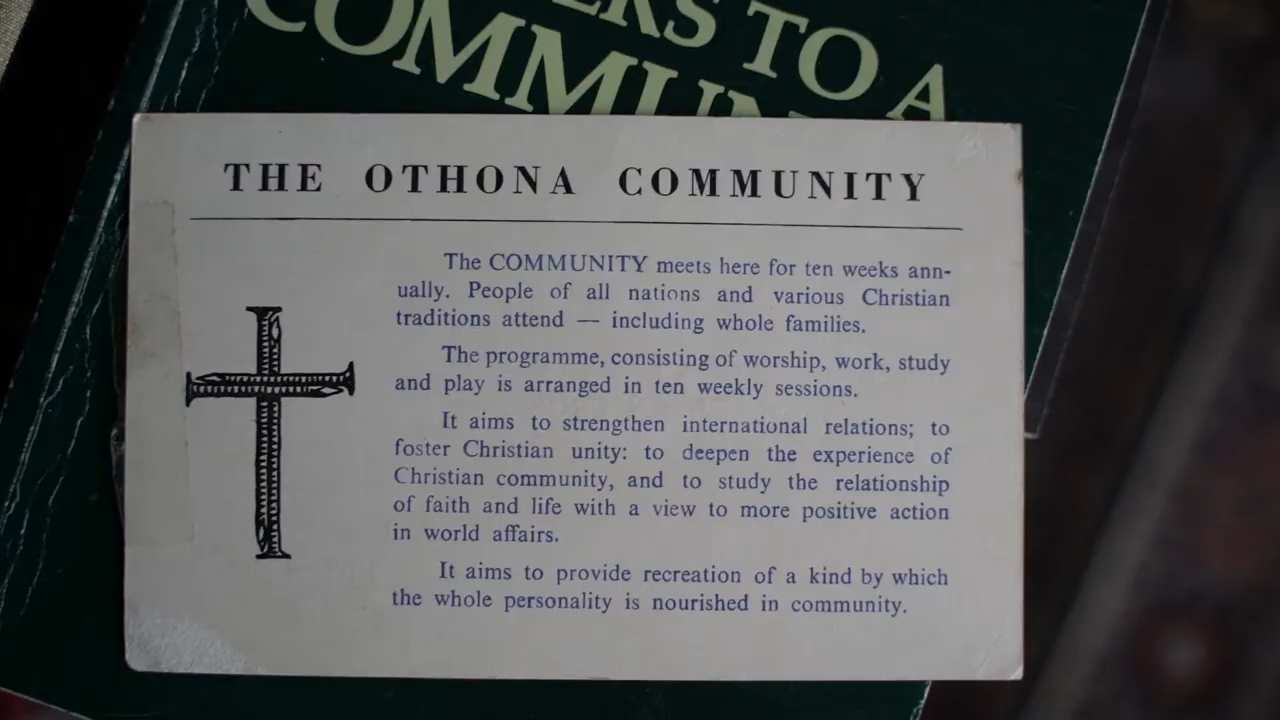 TO A
THE OTHONA COMMUNITY
The COMMUNITY meets here for ten weeks ann-
ually. People of all nations and various Christian
traditions attend — including whole families.
The programme, consisting of worship, work, study
and play is arranged in ten weekly sessions.
It aims to strengthen international relations; to
foster Christian unity: to deepen the experience of
Christian community, and to study the relationship
of faith and life with a view to more positive action
in world affairs.
It aims to provide recreation of a kind by which
the whole personality is nourished in community.